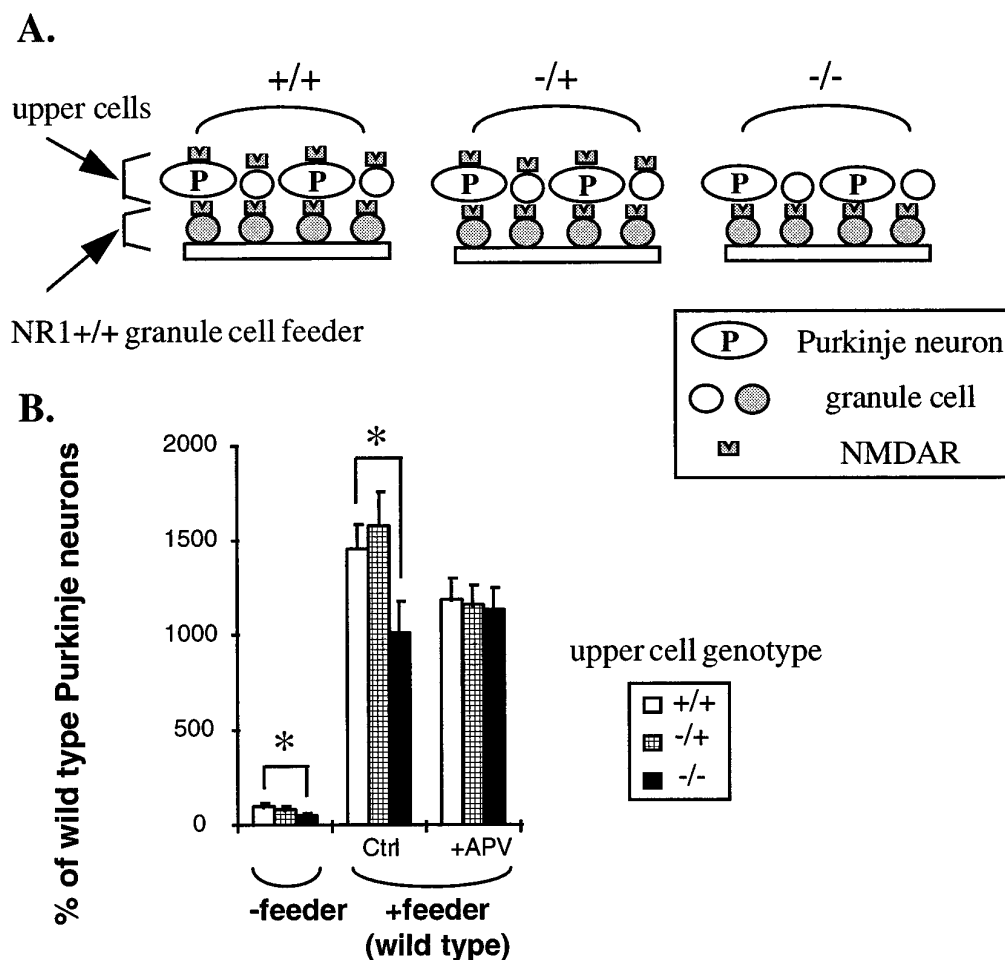 A.
+/+
-/+
-/-
upper cells
P
P
P
P
P
P
NR1+/+ granule cell feeder
P
Purkinje neuron
granule cell
NMDAR
B.
% of wild type Purkinje neurons
2000
1500
1000
500
0
*
*
Ctrl
+APV
-feeder
+feeder
(wild type)
upper cell genotype
+/+
-/+
-/-